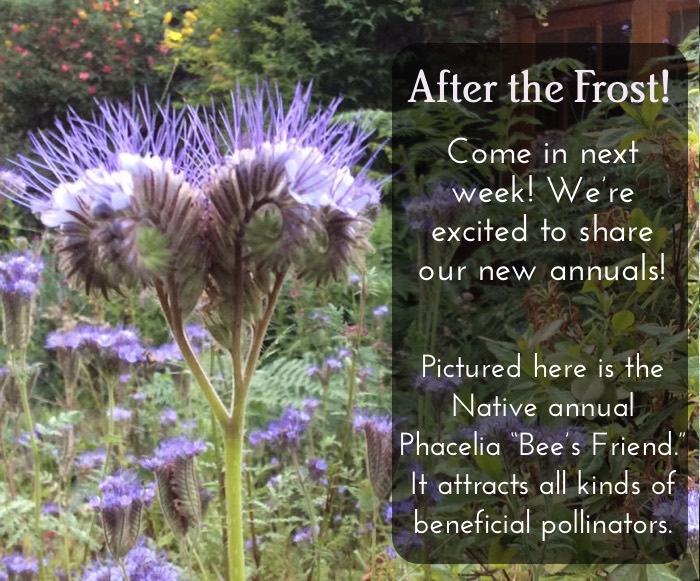 After the Frost!
Come in next
week! We're
excited to share
our new annuals!
Pictured here is the
Native annual
Phacelia "Bee's Friend."
It attracts all kinds of
beneficial pollinators.